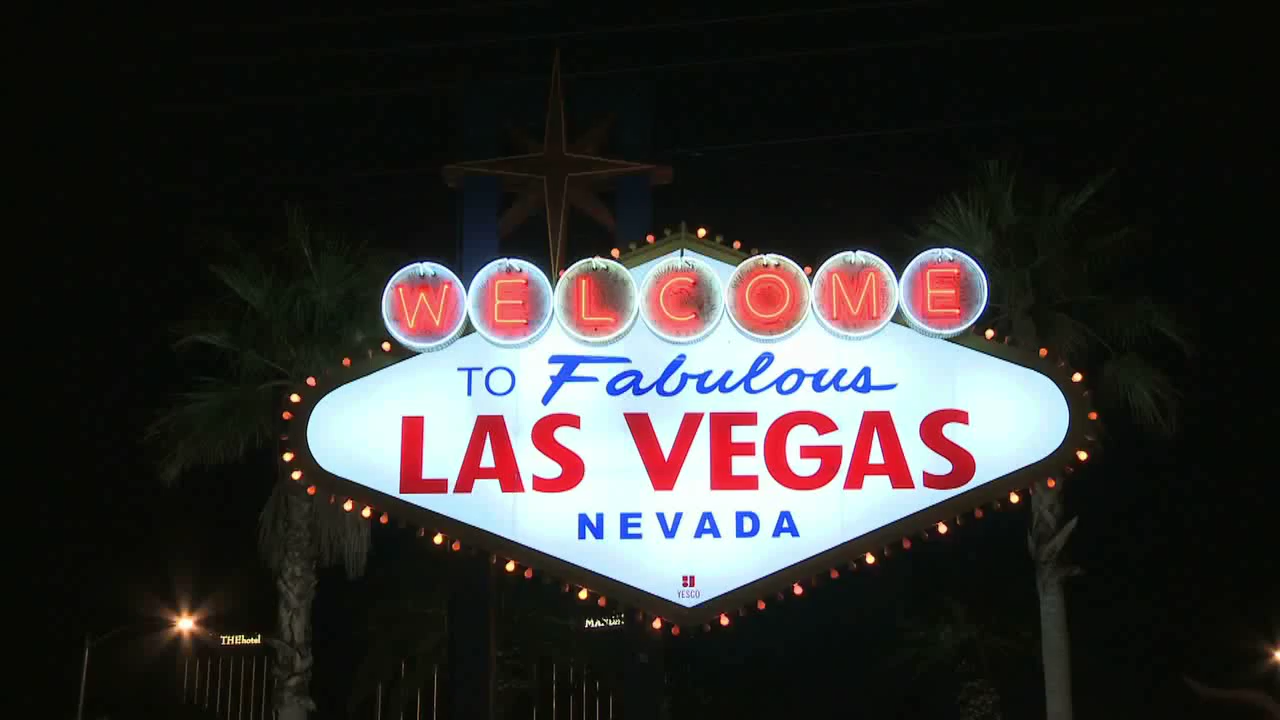 WELCOME
TO Fabulous
LAS VEGAS
NEVADA
YESCO
THEhotel